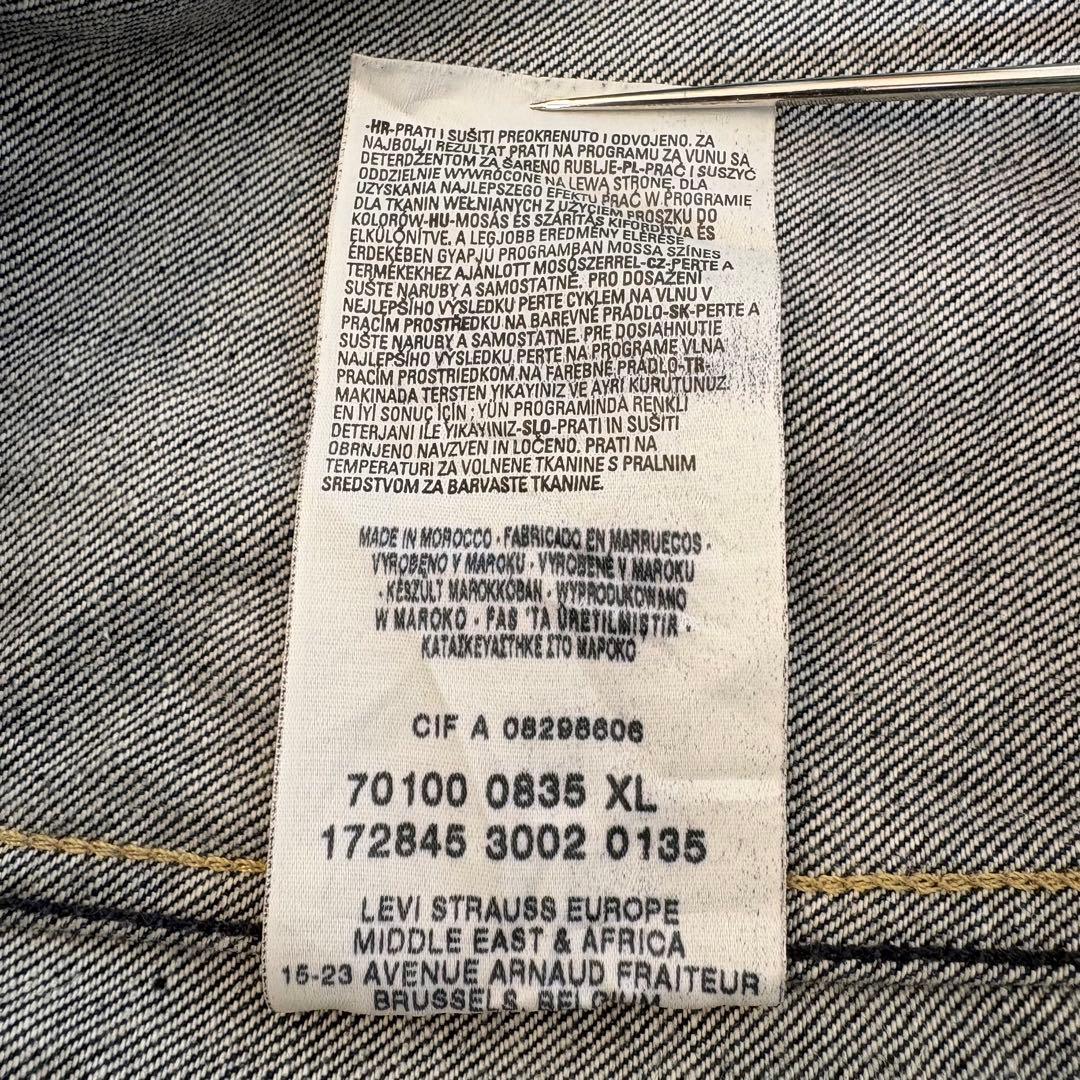 -HR-PRATI I SUŠITI PREOKRENUTO I ODVOJENO. ZA
NAJBOLJI REZULTAT PRATI NA PROGRAMU ZA VUNU SA
DETERDŽENTOM ZA ŠARENO RUBLJE-PL-PRAĆ I SUSZYĆ
ODDZIELNIE WYWRÓCONE NA LEWĄ STRONĘ. DLA
UZYSKANIA NAJLEPSZEGO EFEKTU PRAĆ W PROGRAMIE
DLA TKANIN WEŁNIANYCH Z UŻYCIEM PROSZKU DO
KOLORÓW-HU-MOSÁS ÉS SZÁRÍTÁS KIFORDÍTVA ÉS
ELKÜLÖNÍTVE. A LEGJOBB EREDMÉNY ELÉRÉSE
ÉRDEKÉBEN GYAPJÚ PROGRAMBAN MOSSA SZÍNES
TERMÉKEKHEZ AJÁNLOTT MOSÓSZERREL-CZ-PERTE A
SUŠTE NARUBY A SAMOSTATNĚ. PRO DOSAŽENÍ
NEJLEPŠÍHO VÝSLEDKU PERTE CYKLEM NA VLNU V
PRACÍM PROSTŘEDKU NA BAREVNÉ PRÁDLO-SK-PERTE A
SUŠTE NARUBY A SAMOSTATNE. PRE DOSIAHNUTIE
NAJLEPŠIEHO VÝSLEDKU PERTE NA PROGRAME VLNA
PRACÍM PROSTRIEDKOM NA FAREBNÉ PRÁDLO-TR-
MAKINADA TERSTEN YIKAYINIZ VE AYRI KURUTUNUZ.
EN İYİ SONUÇ İÇİN ; YÜN PROGRAMINDA RENKLİ
DETERJANI ILE YIKAYINIZ-SLO-PRATI IN SUŠITI
OBRNJENO NAVZVEN IN LOČENO. PRATI NA
TEMPERATURI ZA VOLNENE TKANINE S PRALNIM
SREDSTVOM ZA BARVASTE TKANINE.
MADE IN MOROCCO - FABRICADO EN MARRUECOS -
VYROBENO V MAROKU - VYROBENÉ V MAROKU
- KÉSZÜLT MAROKKÓBAN - WYPRODUKOWANO
W MAROKO - FAS 'TA ÜRETILMISTIR -
ΚΑΤΑΣΚΕΥΑΣΤΗΚΕ ΣΤΟ ΜΑΡΟΚΟ
CIF A 08298606
70100 0835 XL
172845 3002 0135
LEVI STRAUSS EUROPE
MIDDLE EAST & AFRICA
15-23 AVENUE ARNAUD FRAITEUR
BRUSSELS, BELGIUM